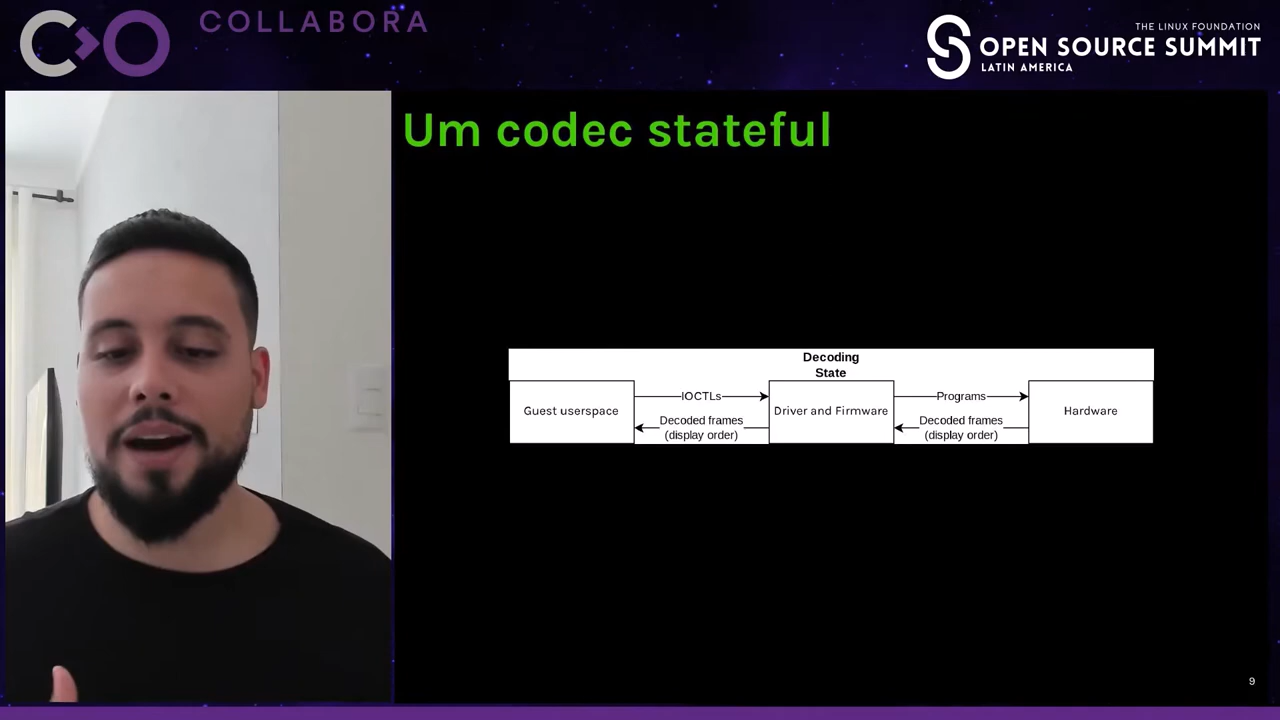 COLLABORA
THE LINUX FOUNDATION
OPEN SOURCE SUMMIT
LATIN AMERICA
Um codec stateful
Decoding
State
Guest userspace
IOCTLs
Decoded frames
(display order)
Driver and Firmware
Programs
Decoded frames
(display order)
Hardware
9